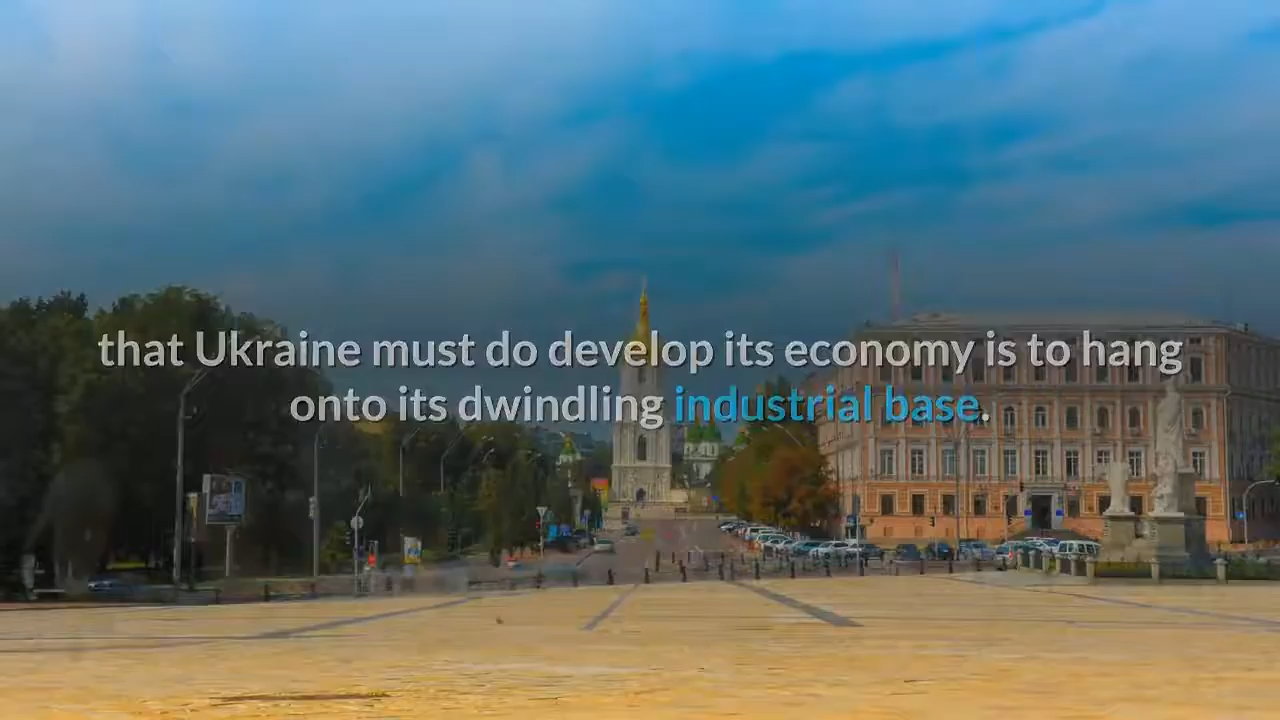 that Ukraine must do develop its economy is to hang
onto its dwindling industrial base.